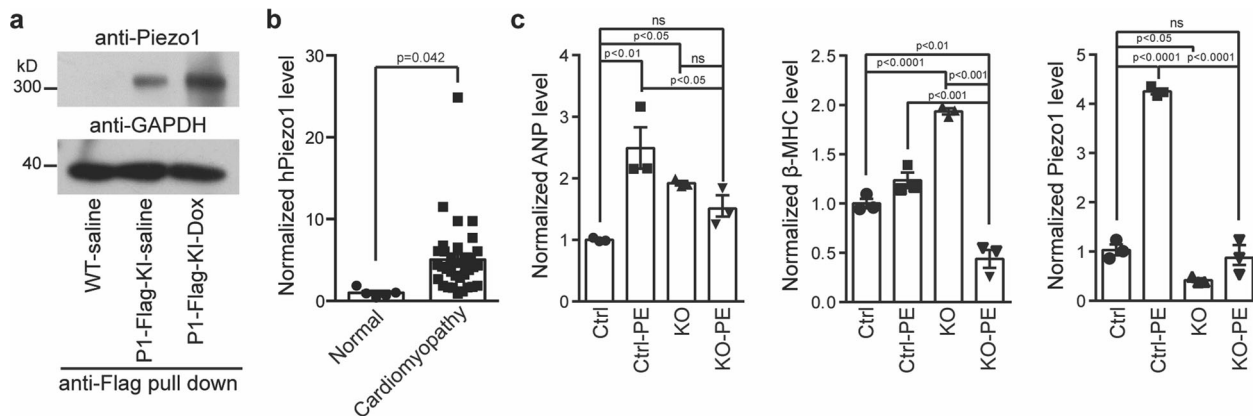 a
anti-Piezo1
kD
300
anti-GAPDH
40
WT-saline
P1-Flag-KI-saline
P1-Flag-KI-Dox
anti-Flag pull down
b
p=0.042
Normalized hPiezo1 level
30
25
20
15
10
5
0
Normal
Cardiomyopathy
c
ns
p<0.05
p<0.01
ns
p<0.05
Normalized ANP level
4
3
2
1
0
Ctrl
Ctrl-PE
KO
KO-PE
p<0.01
p<0.0001
p<0.001
p<0.001
Normalized β-MHC level
2.5
2.0
1.5
1.0
0.5
0.0
Ctrl
Ctrl-PE
KO
KO-PE
ns
p<0.05
p<0.0001
p<0.0001
Normalized Piezo1 level
5
4
3
2
1
0
Ctrl
Ctrl-PE
KO
KO-PE